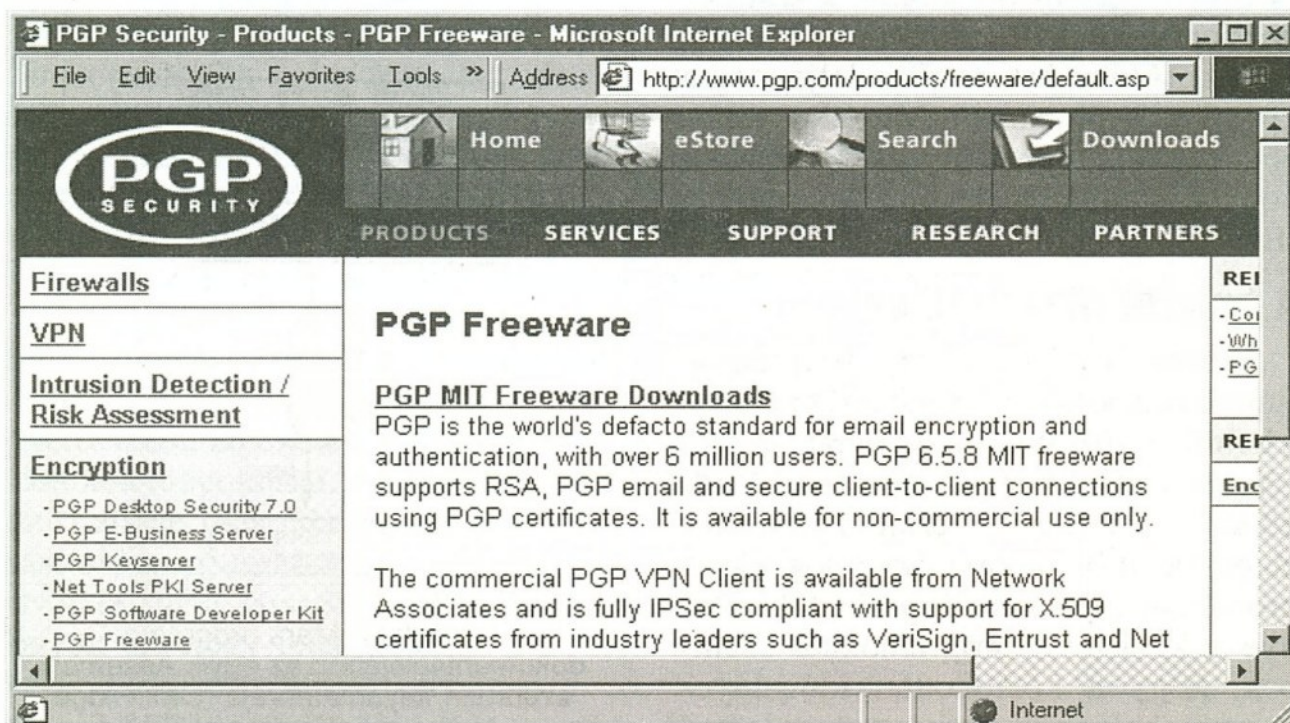 PGP Security - Products - PGP Freeware - Microsoft Internet Explorer
File Edit View Favorites Tools » Address http://www.pgp.com/products/freeware/default.asp
PGP
SECURITY
Home eStore Search Downloads
PRODUCTS SERVICES SUPPORT RESEARCH PARTNERS
Firewalls
VPN
Intrusion Detection /
Risk Assessment
Encryption
-PGP Desktop Security 7.0
-PGP E-Business Server
-PGP Keyserver
-Net Tools PKI Server
-PGP Software Developer Kit
-PGP Freeware
PGP Freeware
PGP MIT Freeware Downloads
PGP is the world's defacto standard for email encryption and
authentication, with over 6 million users. PGP 6.5.8 MIT freeware
supports RSA, PGP email and secure client-to-client connections
using PGP certificates. It is available for non-commercial use only.
The commercial PGP VPN Client is available from Network
Associates and is fully IPSec compliant with support for X.509
certificates from industry leaders such as VeriSign, Entrust and Net
-Wh
-PG
Internet